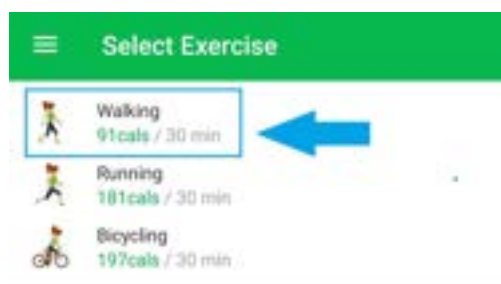 Select Exercise
Walking
91cals / 30 min
Running
181cals / 30 min
Bicycling
197cals / 30 min